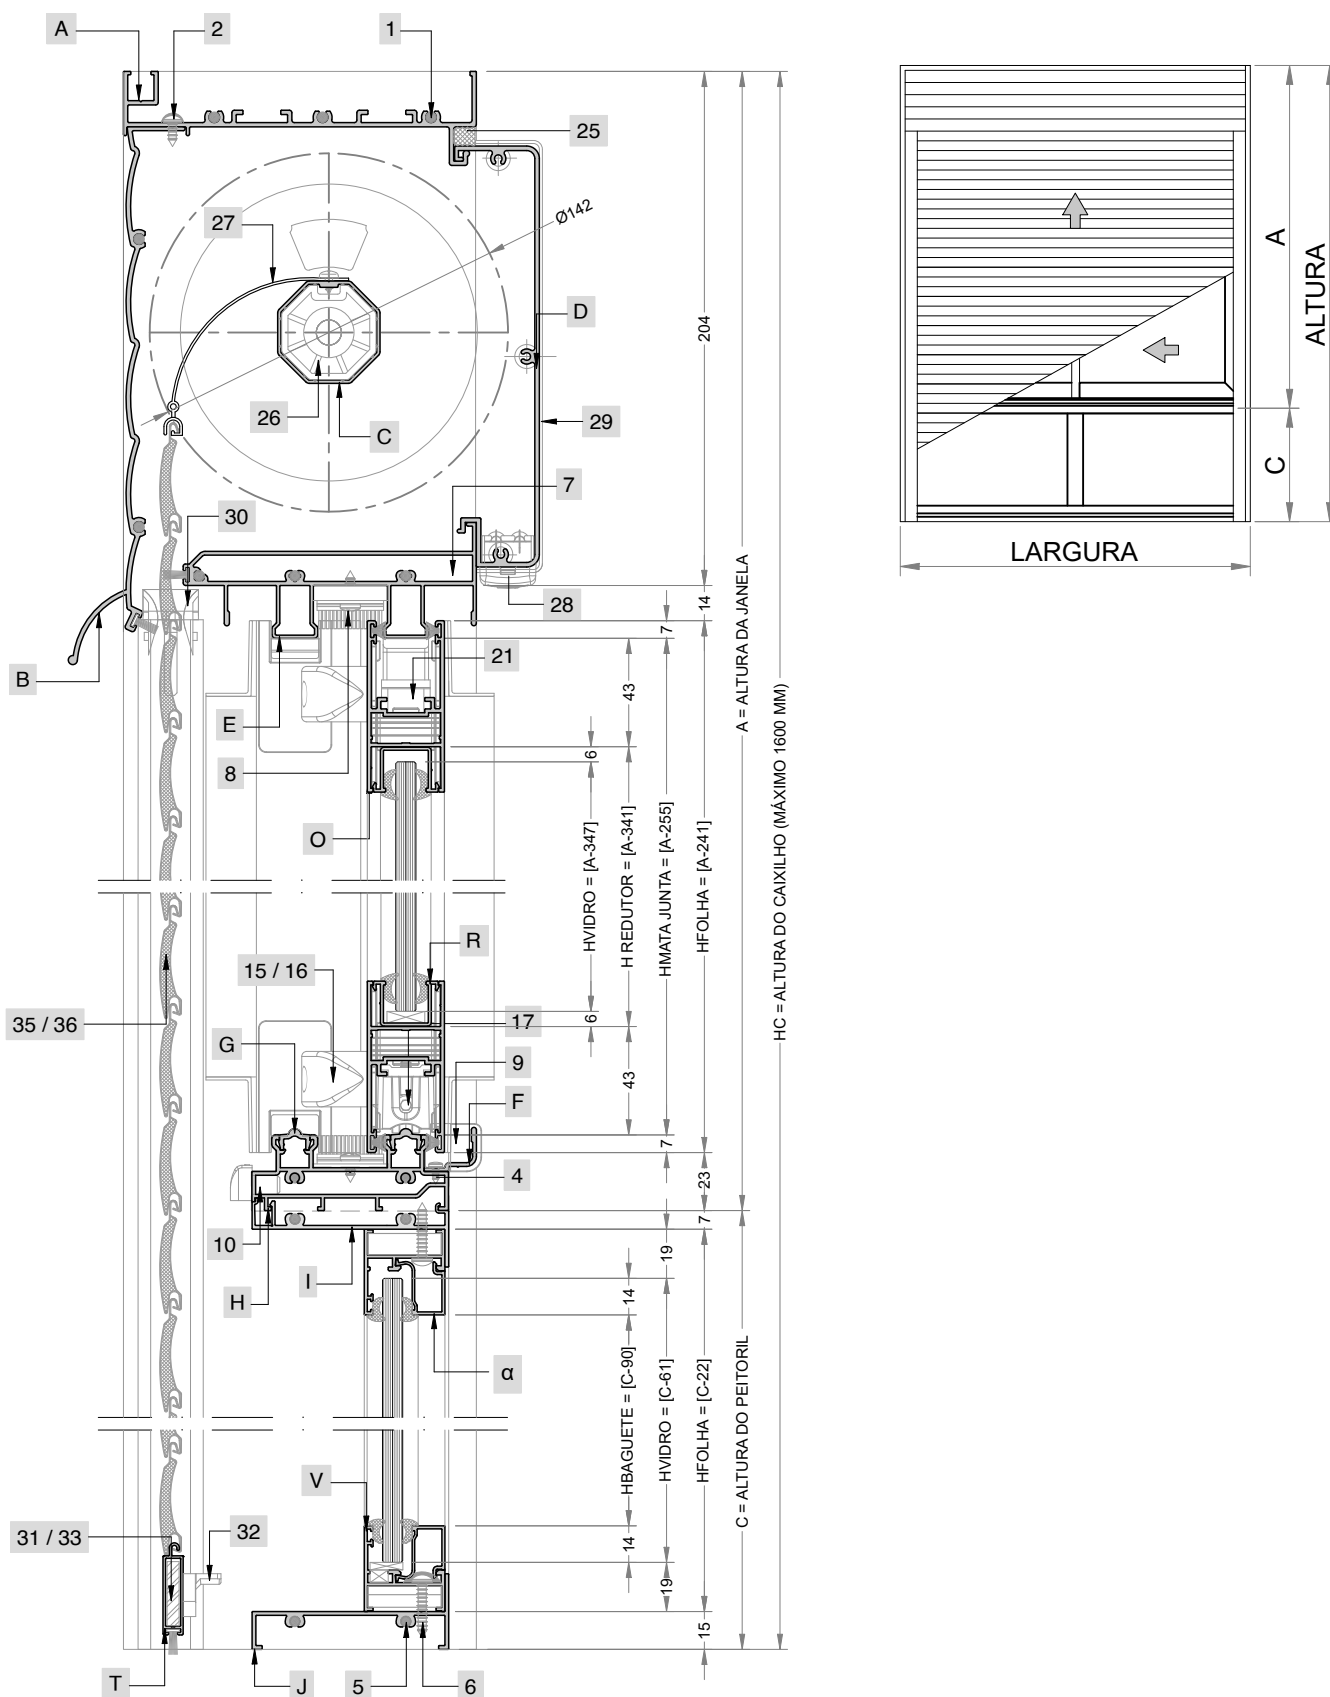 A
2
1
25
27
Ø142
D
26
C
29
7
30
28
B
E
8
21
O
R
15 / 16
17
35 / 36
G
9
F
4
10
H
I
α
V
31 / 33
32
T
J
5
6
204
14
7
43
6
HVIDRO = [A-347]
H REDUTOR = [A-341]
HMATA JUNTA = [A-255]
HFOLHA = [A-241]
6
43
7
23
7
19
14
HBAGUETE = [C-90]
HVIDRO = [C-61]
HFOLHA = [C-22]
14
19
15
A = ALTURA DA JANELA
C = ALTURA DO PEITORIL
HC = ALTURA DO CAIXILHO (MÁXIMO 1600 MM)
A
C
ALTURA
LARGURA